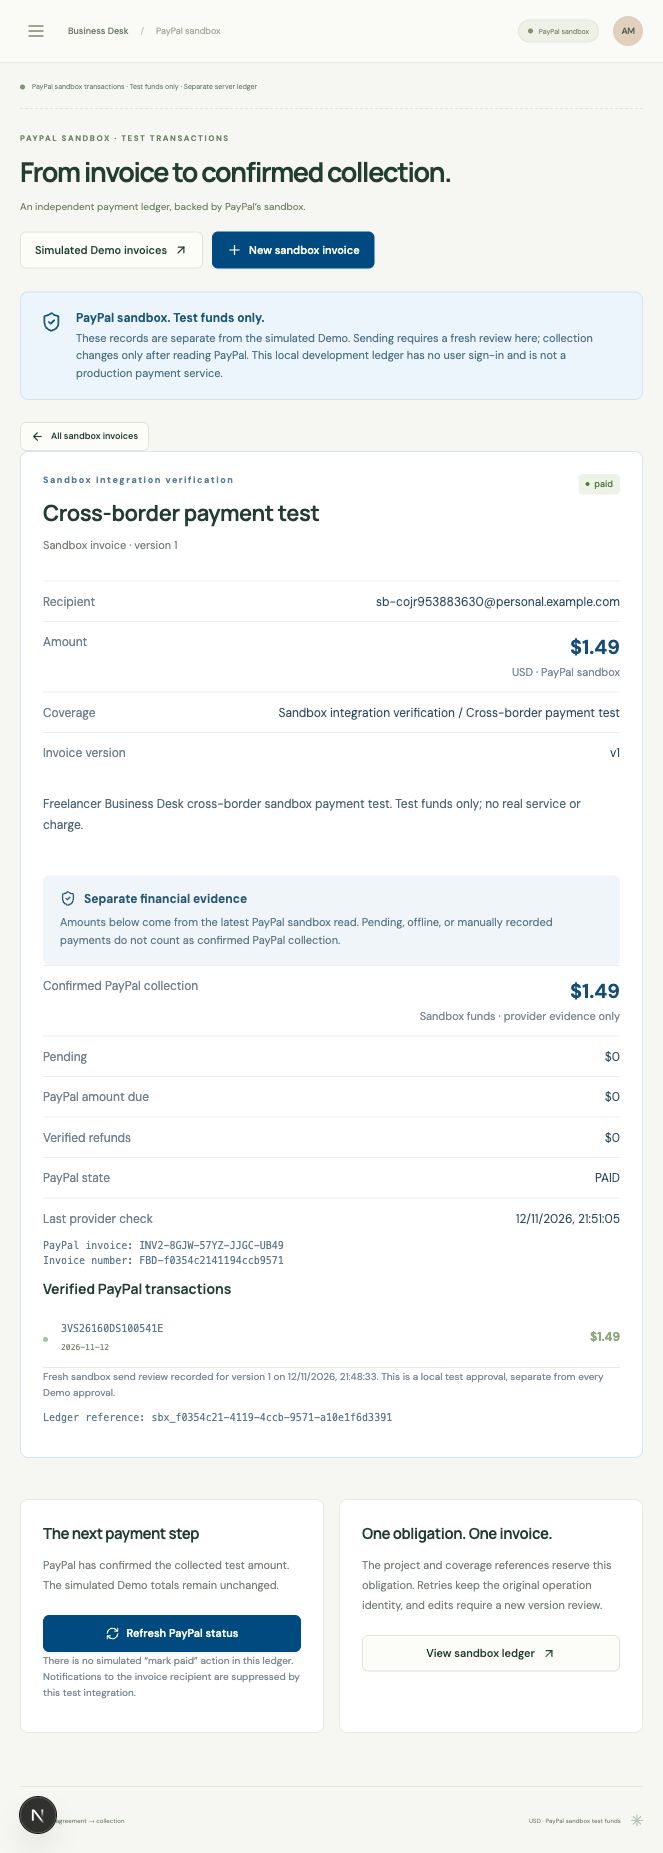 Business Desk / PayPal sandbox
PayPal sandbox
AM
PayPal sandbox transactions · Test funds only · Separate server ledger
PAYPAL SANDBOX · TEST TRANSACTIONS
From invoice to confirmed collection.
An independent payment ledger, backed by PayPal's sandbox.
Simulated Demo invoices
New sandbox invoice
PayPal sandbox. Test funds only.
These records are separate from the simulated Demo. Sending requires a fresh review here; collection
changes only after reading PayPal. This local development ledger has no user sign-in and is not a
production payment service.
All sandbox invoices
Sandbox integration verification
paid
Cross-border payment test
Sandbox invoice · version 1
Recipient sb-cojr953883630@personal.example.com
Amount $1.49
USD · PayPal sandbox
Coverage Sandbox integration verification / Cross-border payment test
Invoice version v1
Freelancer Business Desk cross-border sandbox payment test. Test funds only; no real service or
charge.
Separate financial evidence
Amounts below come from the latest PayPal sandbox read. Pending, offline, or manually recorded
payments do not count as confirmed PayPal collection.
Confirmed PayPal collection $1.49
Sandbox funds · provider evidence only
Pending $0
PayPal amount due $0
Verified refunds $0
PayPal state PAID
Last provider check 12/11/2026, 21:51:05
PayPal invoice: INV2-8GJW-57YZ-JJGC-UB49
Invoice number: FBD-f0354c2141194ccb9571
Verified PayPal transactions
3VS26160DS100541E
2026-11-12
$1.49
Fresh sandbox send review recorded for version 1 on 12/11/2026, 21:48:33. This is a local test approval, separate from every
Demo approval.
Ledger reference: sbx_f0354c21-4119-4ccb-9571-a10e1f6d3391
The next payment step
PayPal has confirmed the collected test amount.
The simulated Demo totals remain unchanged.
Refresh PayPal status
There is no simulated "mark paid" action in this ledger.
Notifications to the invoice recipient are suppressed by
this test integration.
One obligation. One invoice.
The project and coverage references reserve this
obligation. Retries keep the original operation
identity, and edits require a new version review.
View sandbox ledger
N
agreement → collection
USD · PayPal sandbox test funds